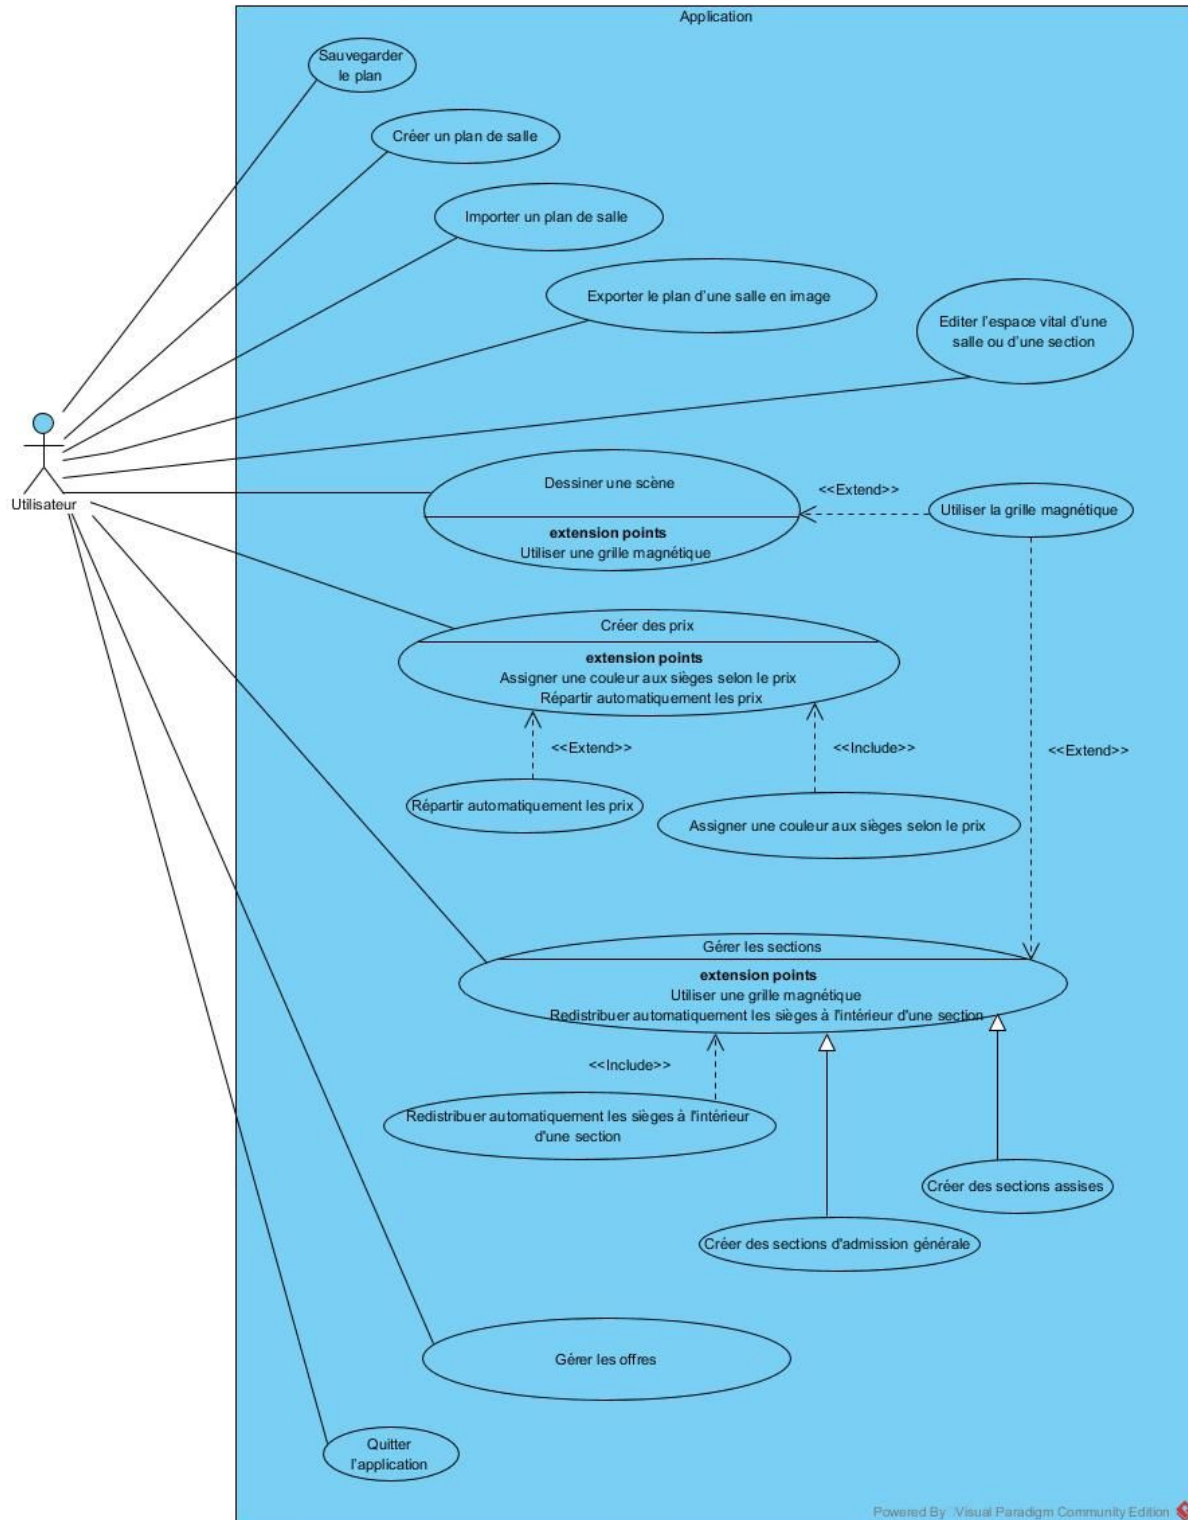 Application
Sauvegarder
le plan
Créer un plan de salle
Importer un plan de salle
Exporter le plan d'une salle en image
Editer l'espace vital d'une
salle ou d'une section
Utilisateur
Dessiner une scène
extension points
Utiliser une grille magnétique
<<Extend>>
Utiliser la grille magnétique
Créer des prix
extension points
Assigner une couleur aux sièges selon le prix
Répartir automatiquement les prix
<<Extend>>
<<Include>>
<<Extend>>
Répartir automatiquement les prix
Assigner une couleur aux sièges selon le prix
Gérer les sections
extension points
Utiliser une grille magnétique
Redistribuer automatiquement les sièges à l'intérieur d'une section
<<Include>>
Redistribuer automatiquement les sièges à l'intérieur
d'une section
Créer des sections assises
Créer des sections d'admission générale
Gérer les offres
Quitter
l'application
Powered By Visual Paradigm Community Edition